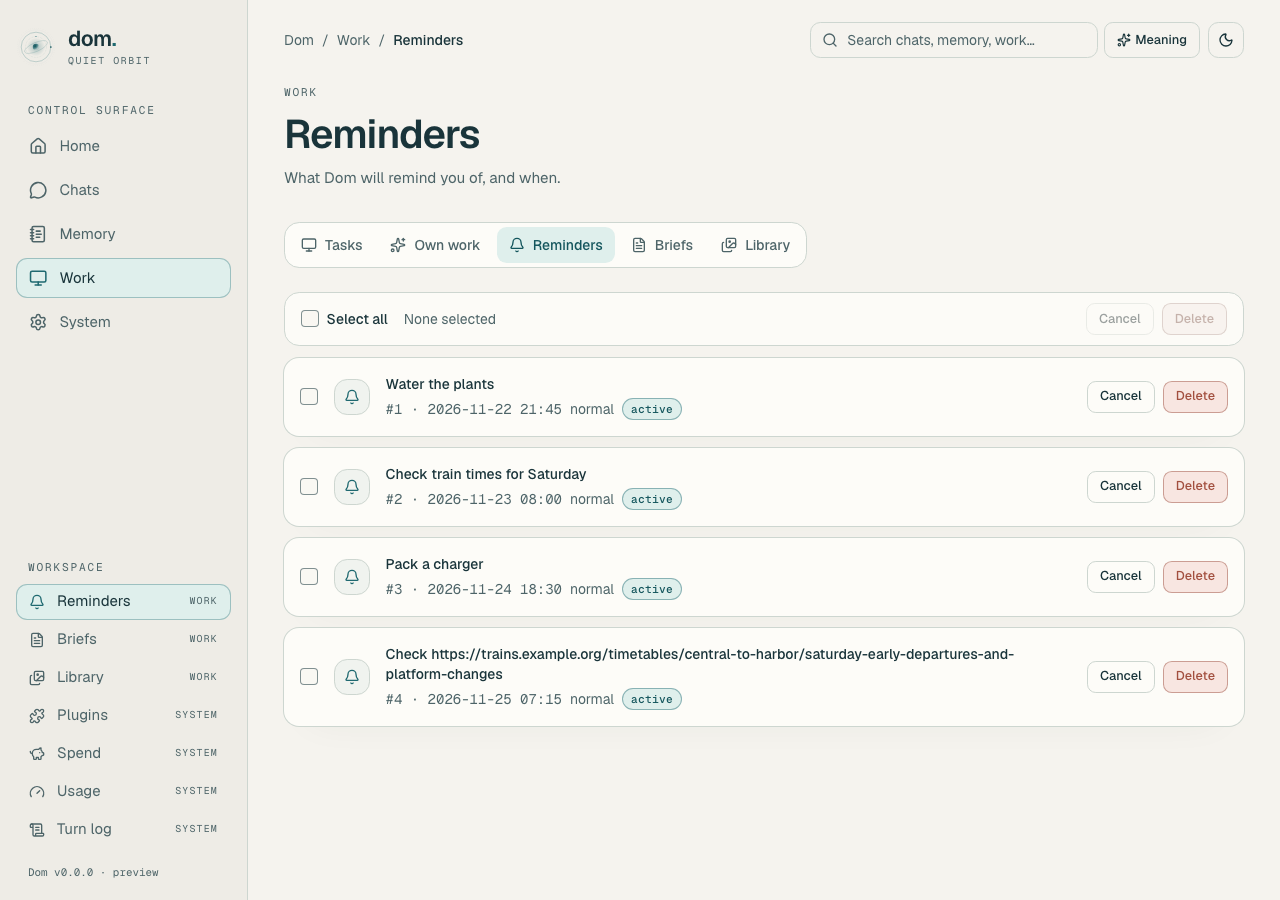 dom.
QUIET ORBIT
CONTROL SURFACE
Home
Chats
Memory
Work
System
WORKSPACE
Reminders WORK
Briefs WORK
Library WORK
Plugins SYSTEM
Spend SYSTEM
Usage SYSTEM
Turn log SYSTEM
Dom v0.0.0 · preview
Dom / Work / Reminders
Search chats, memory, work…
Meaning
WORK
Reminders
What Dom will remind you of, and when.
Tasks Own work Reminders Briefs Library
Select all None selected Cancel Delete
Water the plants
#1 · 2026-11-22 21:45 normal active
Cancel Delete
Check train times for Saturday
#2 · 2026-11-23 08:00 normal active
Cancel Delete
Pack a charger
#3 · 2026-11-24 18:30 normal active
Cancel Delete
Check https://trains.example.org/timetables/central-to-harbor/saturday-early-departures-and-
platform-changes
#4 · 2026-11-25 07:15 normal active
Cancel Delete